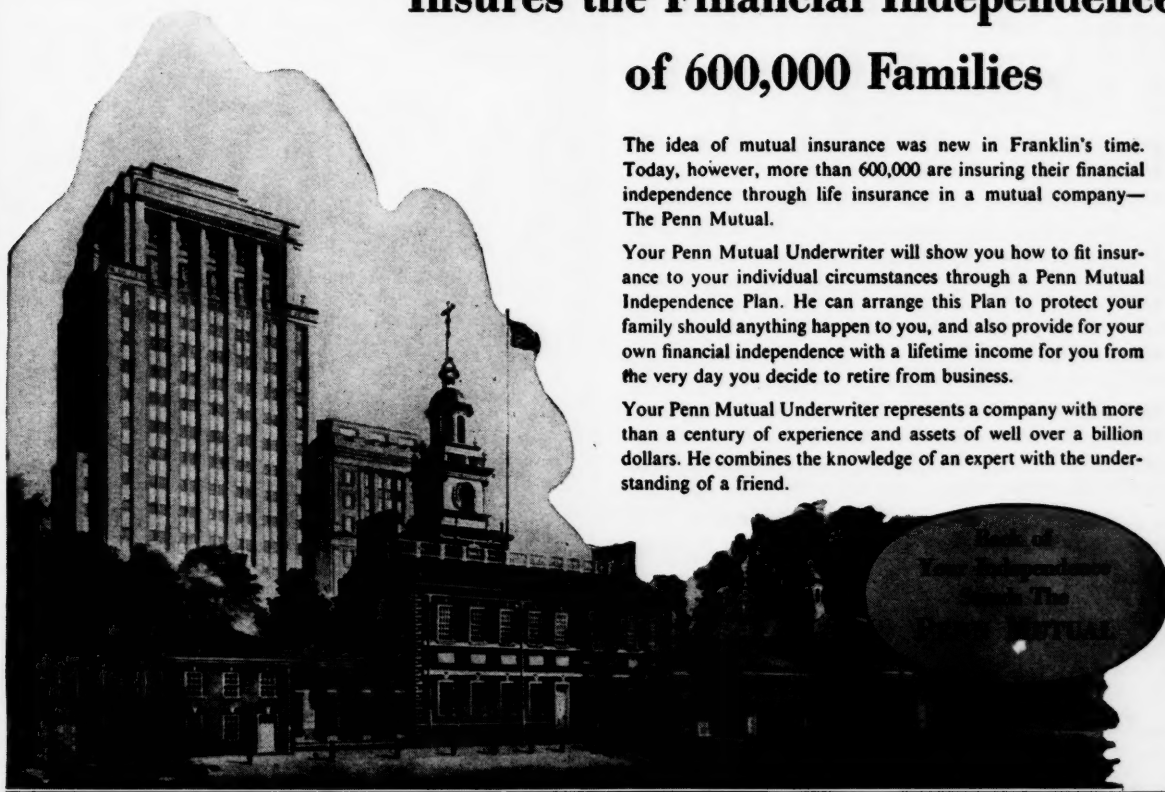 Insures the Financial Independence
of 600,000 Families
The idea of mutual insurance was new in Franklin's time.
Today, however, more than 600,000 are insuring their financial
independence through life insurance in a mutual company—
The Penn Mutual.
Your Penn Mutual Underwriter will show you how to fit insur-
ance to your individual circumstances through a Penn Mutual
Independence Plan. He can arrange this Plan to protect your
family should anything happen to you, and also provide for your
own financial independence with a lifetime income for you from
the very day you decide to retire from business.
Your Penn Mutual Underwriter represents a company with more
than a century of experience and assets of well over a billion
dollars. He combines the knowledge of an expert with the under-
standing of a friend.
Back of
Your Independence
Stands The
PENN MUTUAL